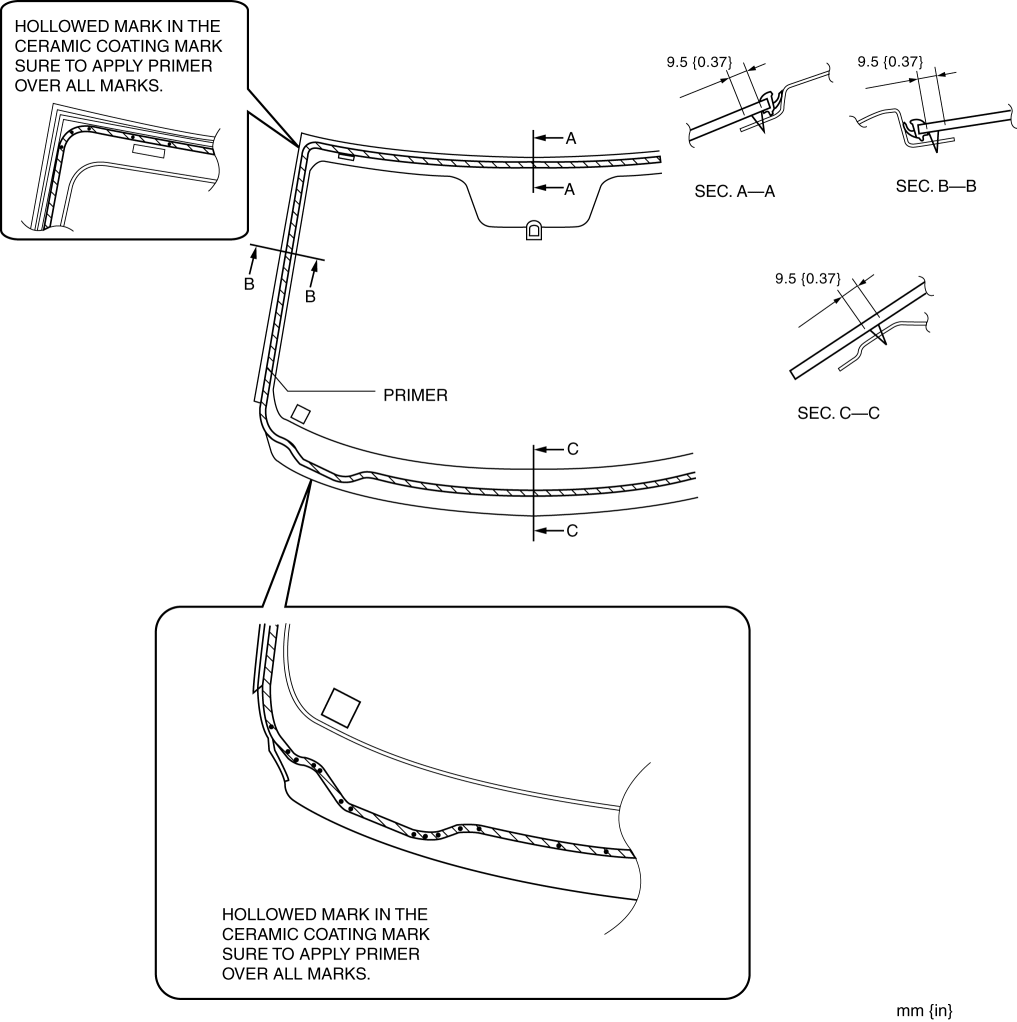 HOLLOWED MARK IN THE
CERAMIC COATING MARK
SURE TO APPLY PRIMER
OVER ALL MARKS.
9.5 {0.37}
9.5 {0.37}
A
A
SEC. A—A
SEC. B—B
B
B
9.5 {0.37}
PRIMER
SEC. C—C
C
C
HOLLOWED MARK IN THE
CERAMIC COATING MARK
SURE TO APPLY PRIMER
OVER ALL MARKS.
mm {in}